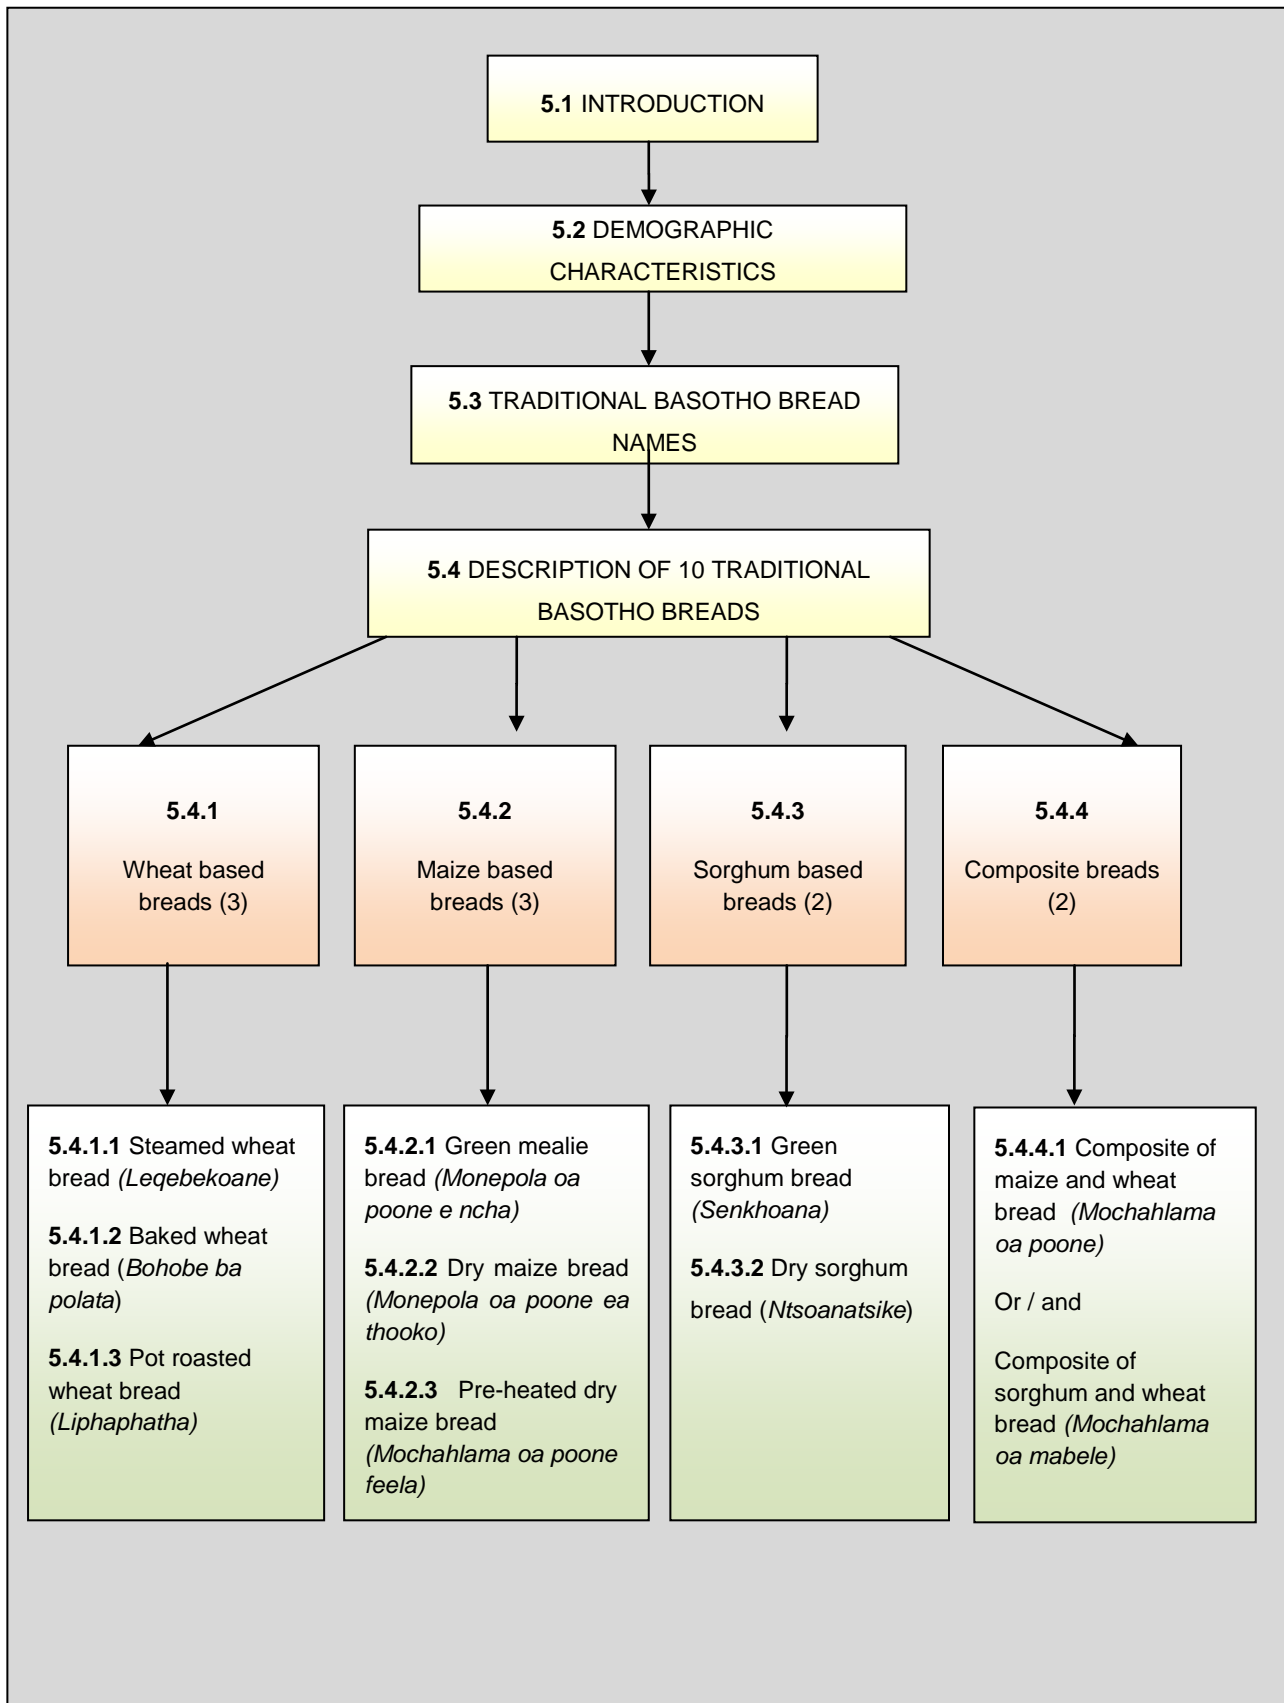 5.1 INTRODUCTION
5.2 DEMOGRAPHIC
CHARACTERISTICS
5.3 TRADITIONAL BASOTHO BREAD
NAMES
5.4 DESCRIPTION OF 10 TRADITIONAL
BASOTHO BREADS
5.4.1
Wheat based
breads (3)
5.4.2
Maize based
breads (3)
5.4.3
Sorghum based
breads (2)
5.4.4
Composite breads
(2)
5.4.1.1 Steamed wheat
bread (Leqebekoane)
5.4.1.2 Baked wheat
bread (Bohobe ba
polata)
5.4.1.3 Pot roasted
wheat bread
(Liphaphatha)
5.4.2.1 Green mealie
bread (Monepola oa
poone e ncha)
5.4.2.2 Dry maize bread
(Monepola oa poone ea
thooko)
5.4.2.3 Pre-heated dry
maize bread
(Mochahlama oa poone
feela)
5.4.3.1 Green
sorghum bread
(Senkhoana)
5.4.3.2 Dry sorghum
bread (Ntsoanatsike)
5.4.4.1 Composite of
maize and wheat
bread (Mochahlama
oa poone)
Or / and
Composite of
sorghum and wheat
bread (Mochahlama
oa mabele)